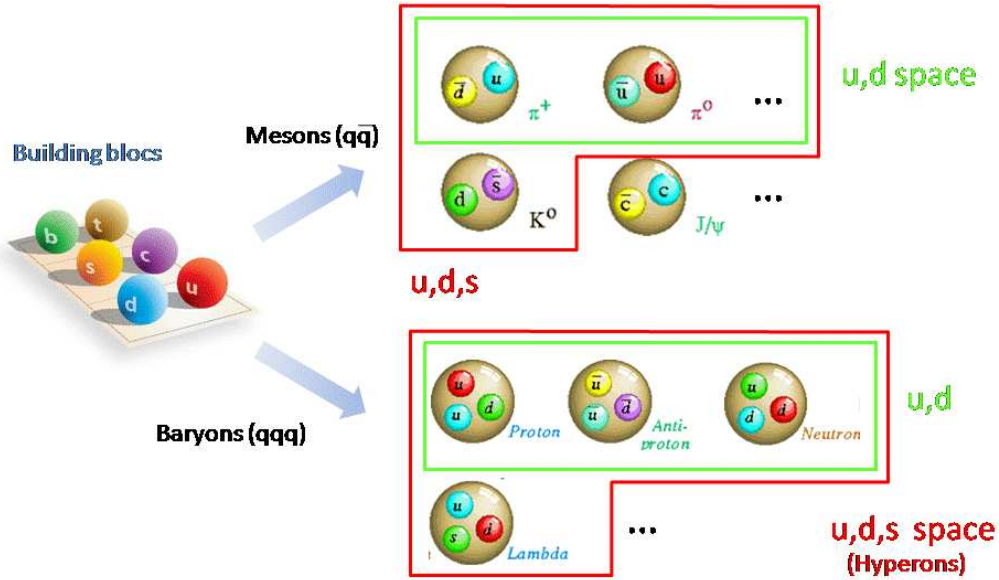 Building blocs
b
t
s
c
d
u
Mesons (qq̅)
d̅
u
π⁺
u̅
u
π⁰
...
u,d space
d
s̅
K⁰
c̅
c
J/ψ
...
u,d,s
Baryons (qqq)
u
u
d
Proton
u̅
u̅
d̅
Anti-
proton
u
d
d
Neutron
u,d
u
s
d
Lambda
...
u,d,s space
(Hyperons)